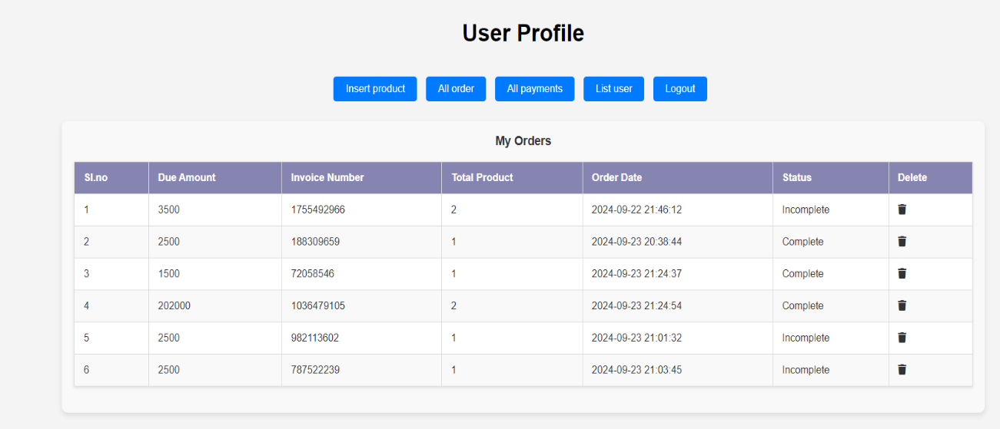 User Profile
Insert product All order All payments List user Logout
My Orders
Sl.no Due Amount Invoice Number Total Product Order Date Status Delete
1 3500 1755492966 2 2024-09-22 21:46:12 Incomplete
2 2500 188309659 1 2024-09-23 20:38:44 Complete
3 1500 72058546 1 2024-09-23 21:24:37 Complete
4 202000 1036479105 2 2024-09-23 21:24:54 Complete
5 2500 982113602 1 2024-09-23 21:01:32 Incomplete
6 2500 787522239 1 2024-09-23 21:03:45 Incomplete